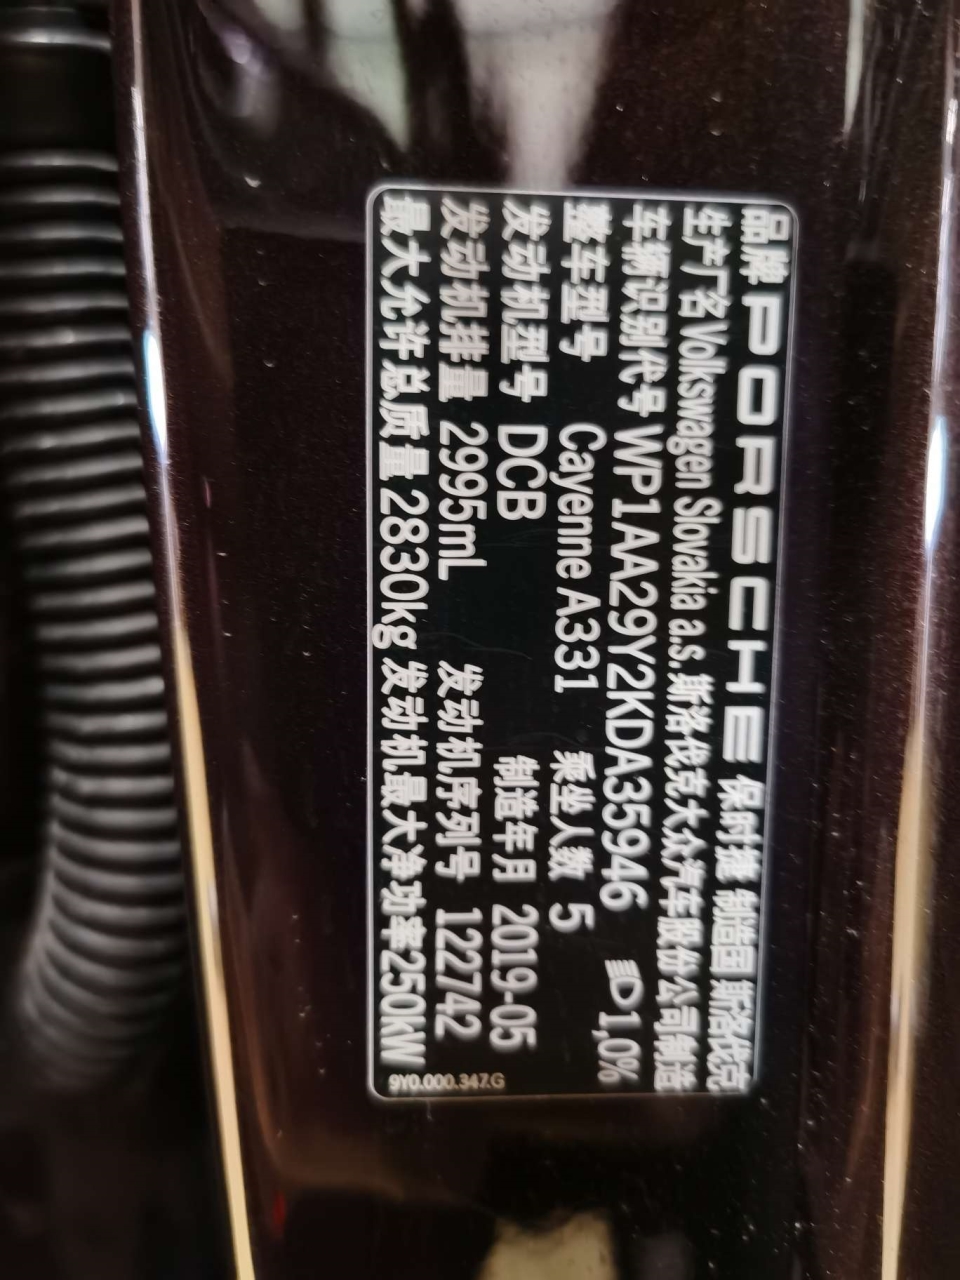 品牌 PORSCHE 保时捷 制造国 斯洛伐克
生产厂名 Volkswagen Slovakia a.s. 斯洛伐克大众汽车股份公司制造
车辆识别代号 WP1AA29Y2KDA35946 1,0%
整车型号 Cayenne A331 乘坐人数 5
发动机型号 DCB 制造年月 2019-05
发动机排量 2995mL 发动机序列号 122742
最大允许总质量 2830kg 发动机最大净功率 250kW
9Y0.000.347.G